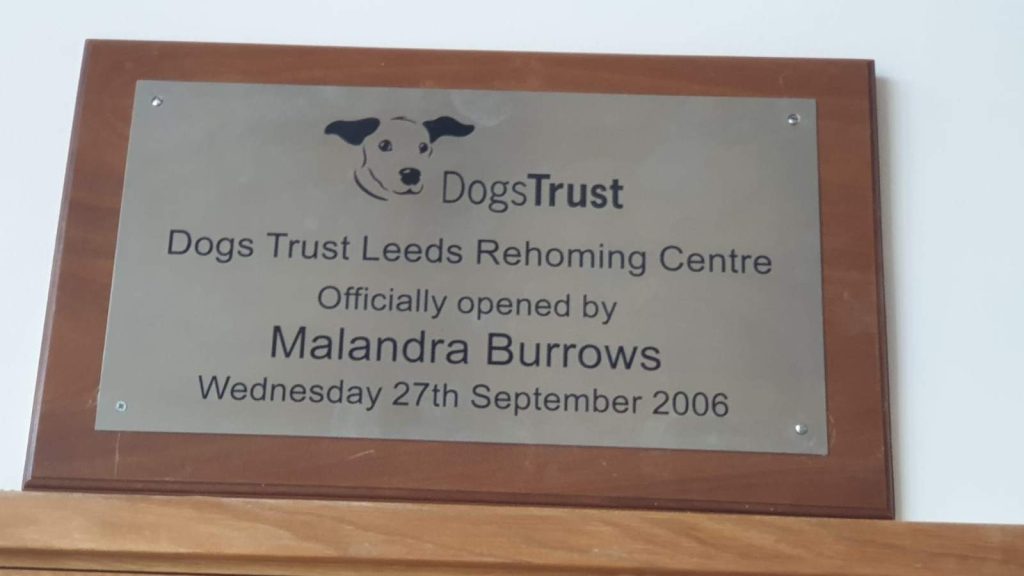 DogsTrust
Dogs Trust Leeds Rehoming Centre
Officially opened by
Malandra Burrows
Wednesday 27th September 2006